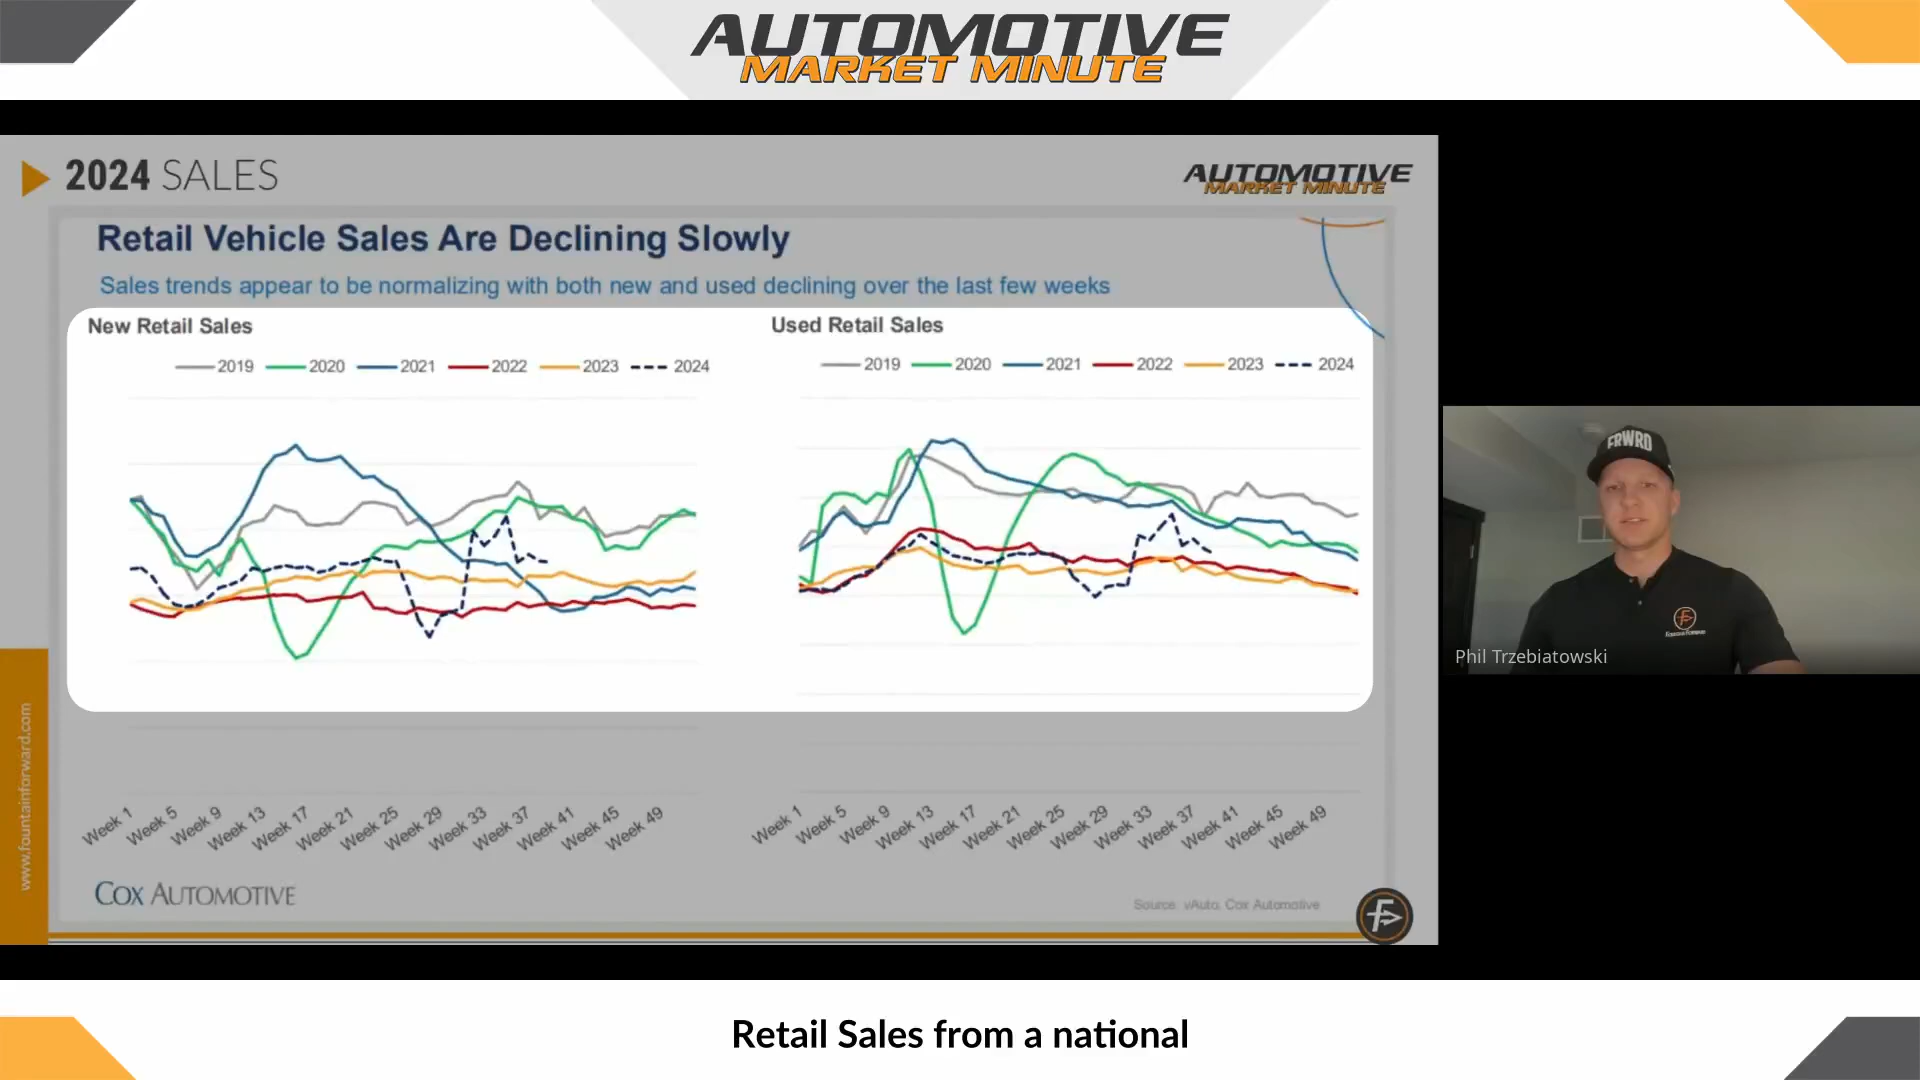 AUTOMOTIVE
MARKET MINUTE
2024 SALES
AUTOMOTIVE
MARKET MINUTE
Retail Vehicle Sales Are Declining Slowly
Sales trends appear to be normalizing with both new and used declining over the last few weeks
New Retail Sales
2019 2020 2021 2022 2023 2024
Week 1 Week 5 Week 9 Week 13 Week 17 Week 21 Week 25 Week 29 Week 33 Week 37 Week 41 Week 45 Week 49
Used Retail Sales
2019 2020 2021 2022 2023 2024
Week 1 Week 5 Week 9 Week 13 Week 17 Week 21 Week 25 Week 29 Week 33 Week 37 Week 41 Week 45 Week 49
www.fountainforward.com
COX AUTOMOTIVE
Source: vAuto, Cox Automotive
F
FRWRD
Phil Trzebiatowski
Retail Sales from a national